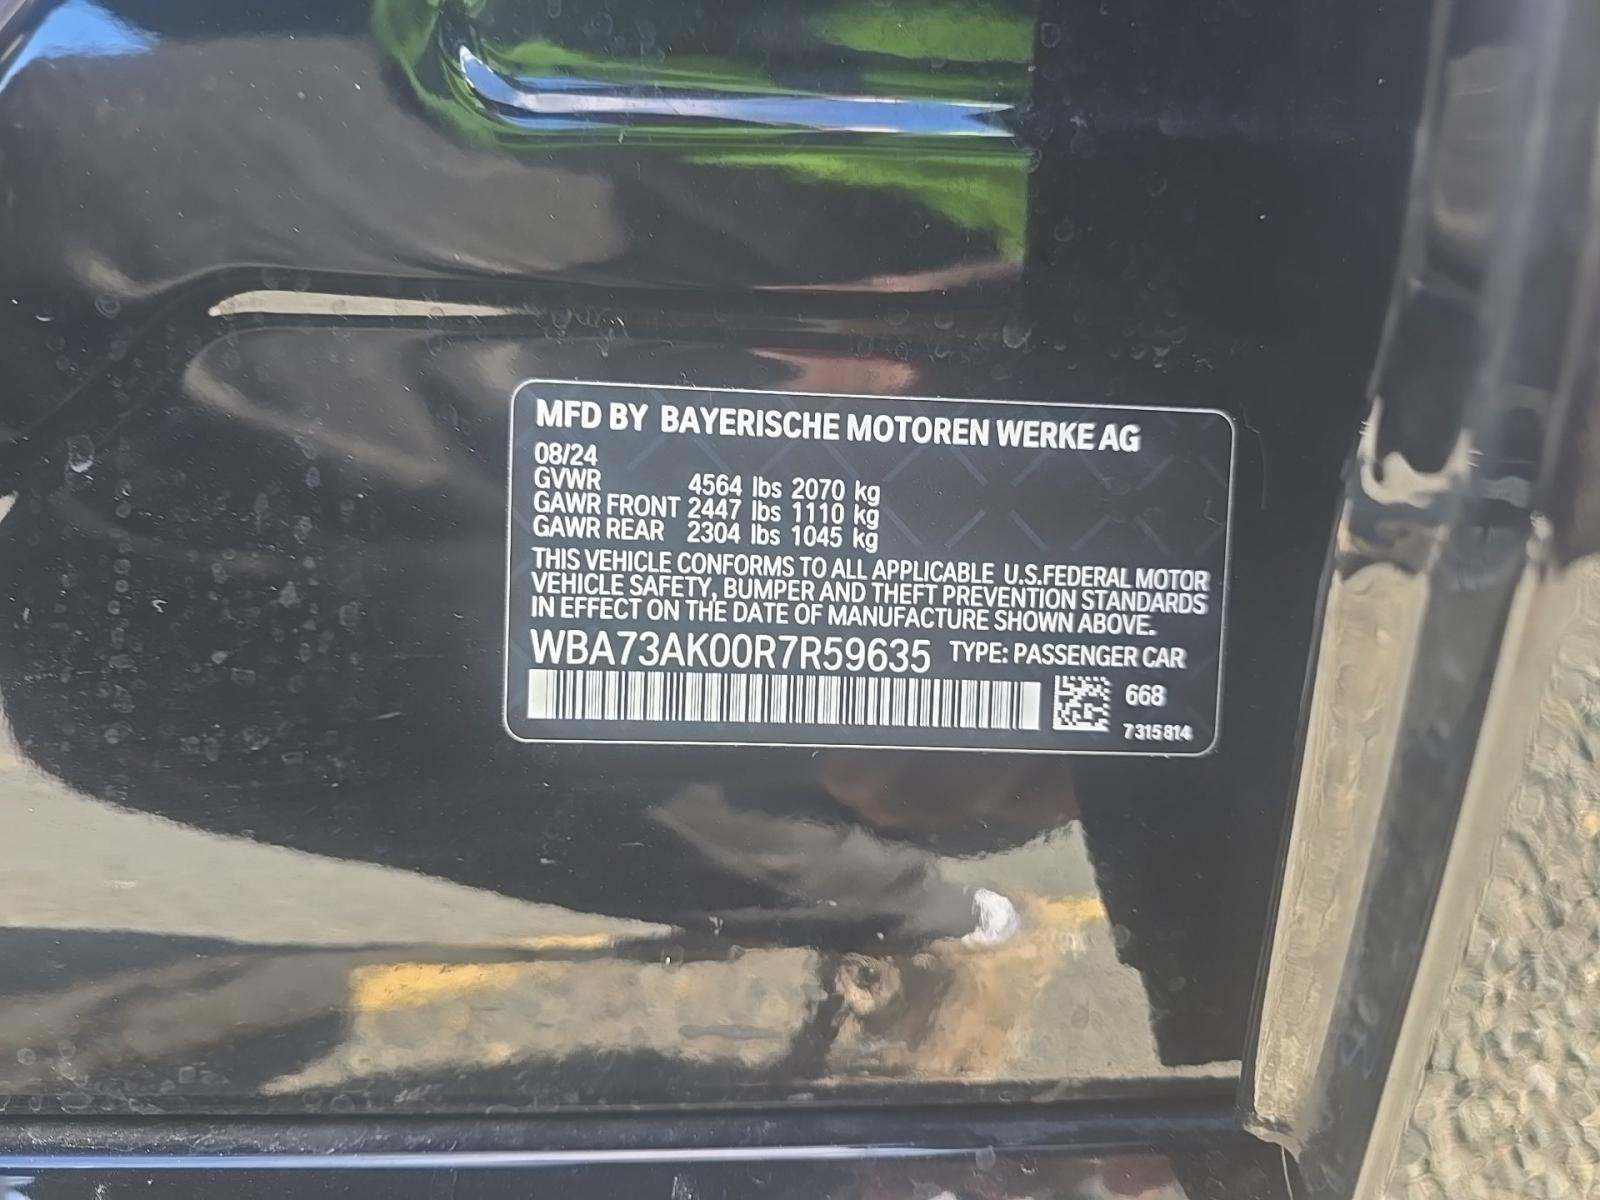 MFD BY BAYERISCHE MOTOREN WERKE AG
08/24
GVWR 4564 lbs 2070 kg
GAWR FRONT 2447 lbs 1110 kg
GAWR REAR 2304 lbs 1045 kg
THIS VEHICLE CONFORMS TO ALL APPLICABLE U.S.FEDERAL MOTOR
VEHICLE SAFETY, BUMPER AND THEFT PREVENTION STANDARDS
IN EFFECT ON THE DATE OF MANUFACTURE SHOWN ABOVE.
WBA73AK00R7R59635 TYPE: PASSENGER CAR
668
7315814